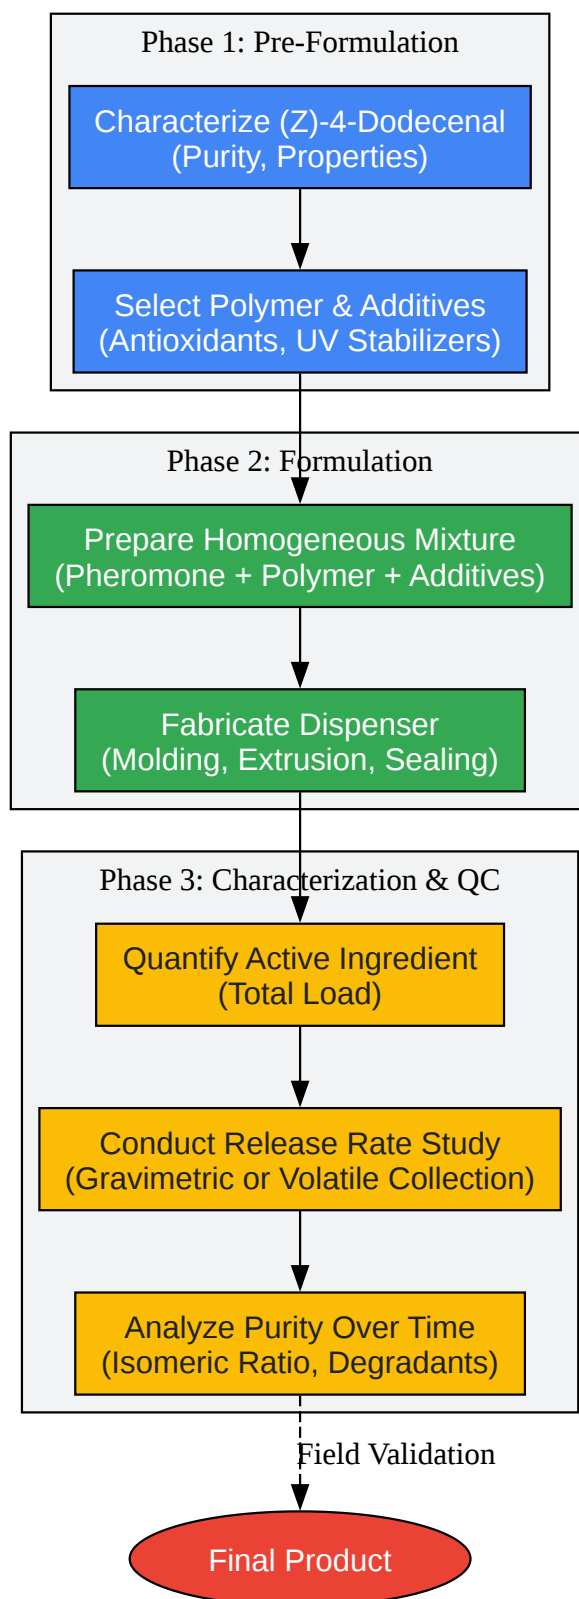 Phase 1: Pre-Formulation
Characterize (Z)-4-Dodecenal
(Purity, Properties)
Select Polymer & Additives
(Antioxidants, UV Stabilizers)
Phase 2: Formulation
Prepare Homogeneous Mixture
(Pheromone + Polymer + Additives)
Fabricate Dispenser
(Molding, Extrusion, Sealing)
Phase 3: Characterization & QC
Quantify Active Ingredient
(Total Load)
Conduct Release Rate Study
(Gravimetric or Volatile Collection)
Analyze Purity Over Time
(Isomeric Ratio, Degradants)
Field Validation
Final Product